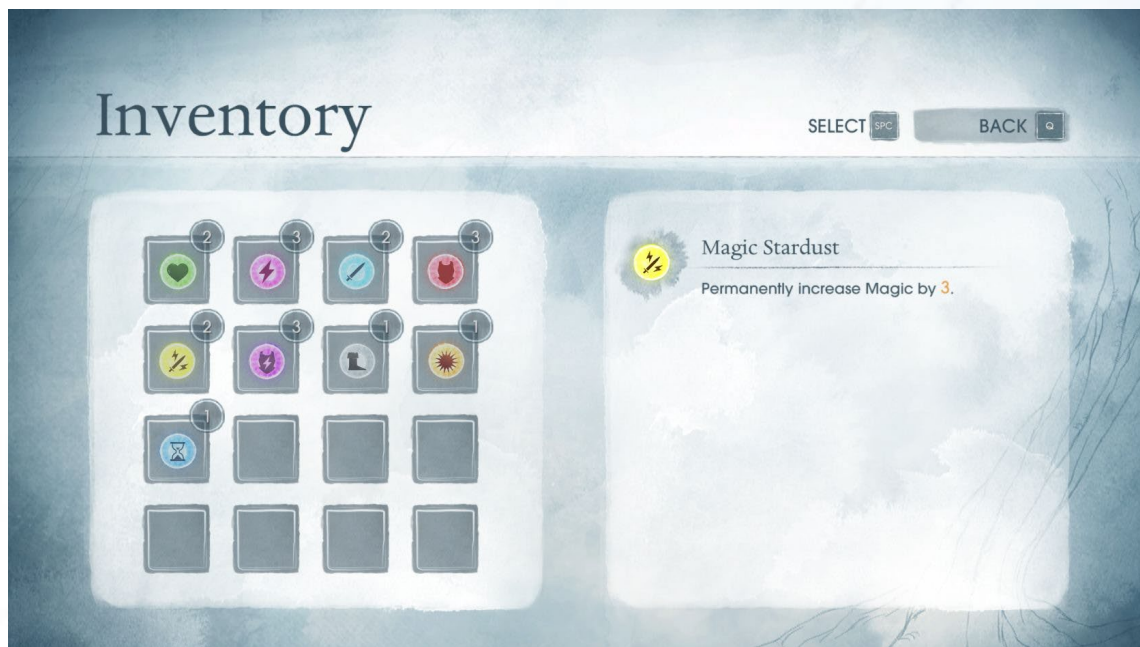 Inventory
SELECT SPC
BACK Q
2 3 2 3
2 3 1 1
1
Magic Stardust
Permanently increase Magic by 3.